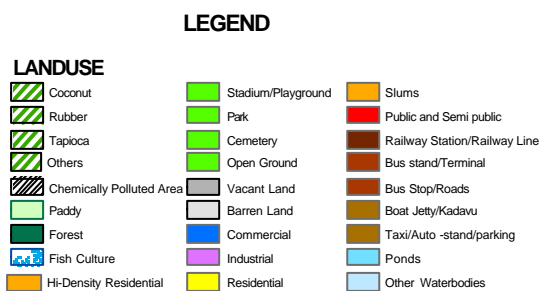 LEGEND
LANDUSE
Coconut
Rubber
Tapioca
Others
Chemically Polluted Area
Paddy
Forest
Fish Culture
Hi-Density Residential
Stadium/Playground
Park
Cemetery
Open Ground
Vacant Land
Barren Land
Commercial
Industrial
Residential
Slums
Public and Semi public
Railway Station/Railway Line
Bus stand/Terminal
Bus Stop/Roads
Boat Jetty/Kadavu
Taxi/Auto -stand/parking
Ponds
Other Waterbodies